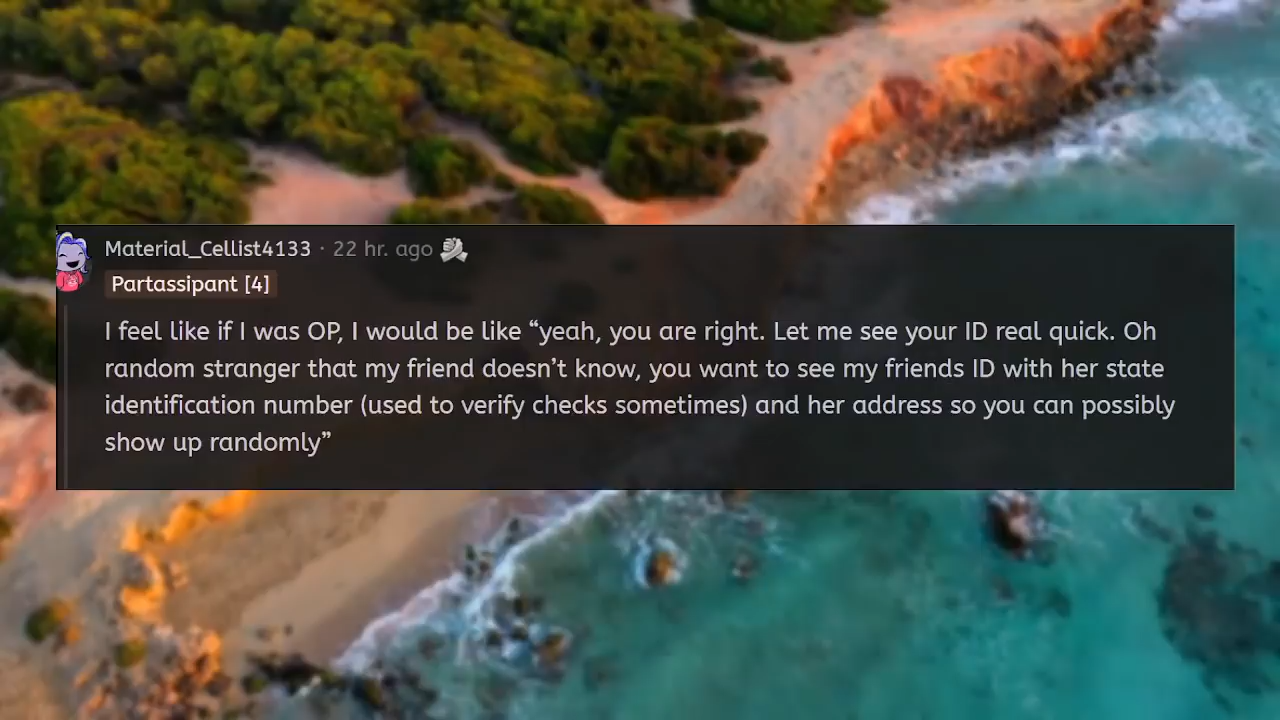 Material_Cellist4133 · 22 hr. ago
Partassipant [4]
I feel like if I was OP, I would be like “yeah, you are right. Let me see your ID real quick. Oh
random stranger that my friend doesn’t know, you want to see my friends ID with her state
identification number (used to verify checks sometimes) and her address so you can possibly
show up randomly”